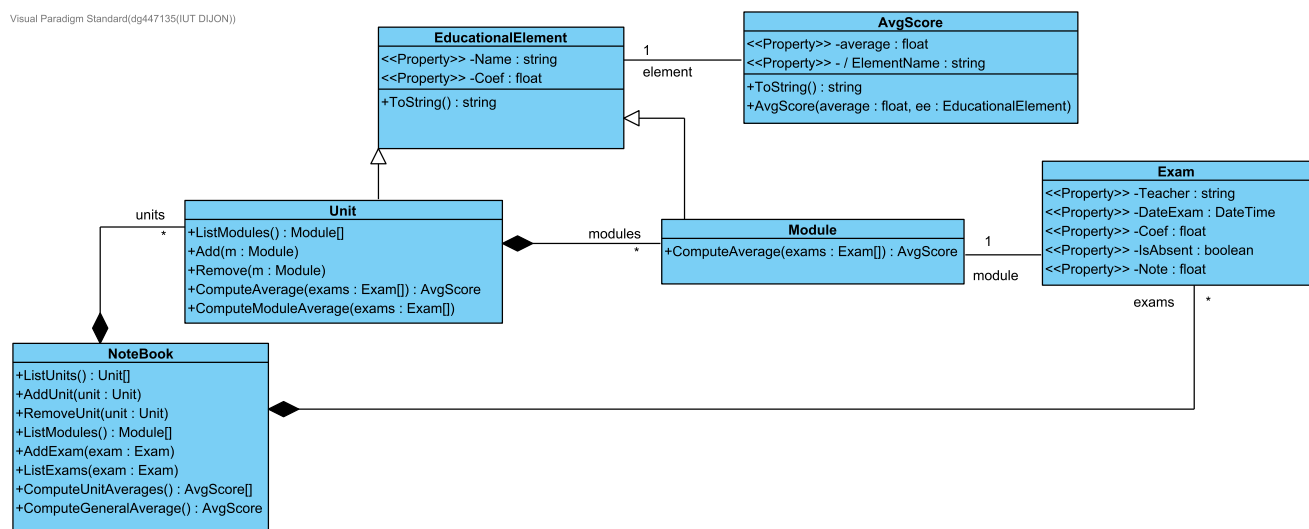 Visual Paradigm Standard(dg447135(IUT DIJON))
EducationalElement
<<Property>> -Name : string
<<Property>> -Coef : float
+ToString() : string
1
element
AvgScore
<<Property>> -average : float
<<Property>> - / ElementName : string
+ToString() : string
+AvgScore(average : float, ee : EducationalElement)
units
*
Unit
+ListModules() : Module[]
+Add(m : Module)
+Remove(m : Module)
+ComputeAverage(exams : Exam[]) : AvgScore
+ComputeModuleAverage(exams : Exam[])
modules
*
Module
+ComputeAverage(exams : Exam[]) : AvgScore
1
module
Exam
<<Property>> -Teacher : string
<<Property>> -DateExam : DateTime
<<Property>> -Coef : float
<<Property>> -IsAbsent : boolean
<<Property>> -Note : float
exams
*
NoteBook
+ListUnits() : Unit[]
+AddUnit(unit : Unit)
+RemoveUnit(unit : Unit)
+ListModules() : Module[]
+AddExam(exam : Exam)
+ListExams(exam : Exam)
+ComputeUnitAverages() : AvgScore[]
+ComputeGeneralAverage() : AvgScore